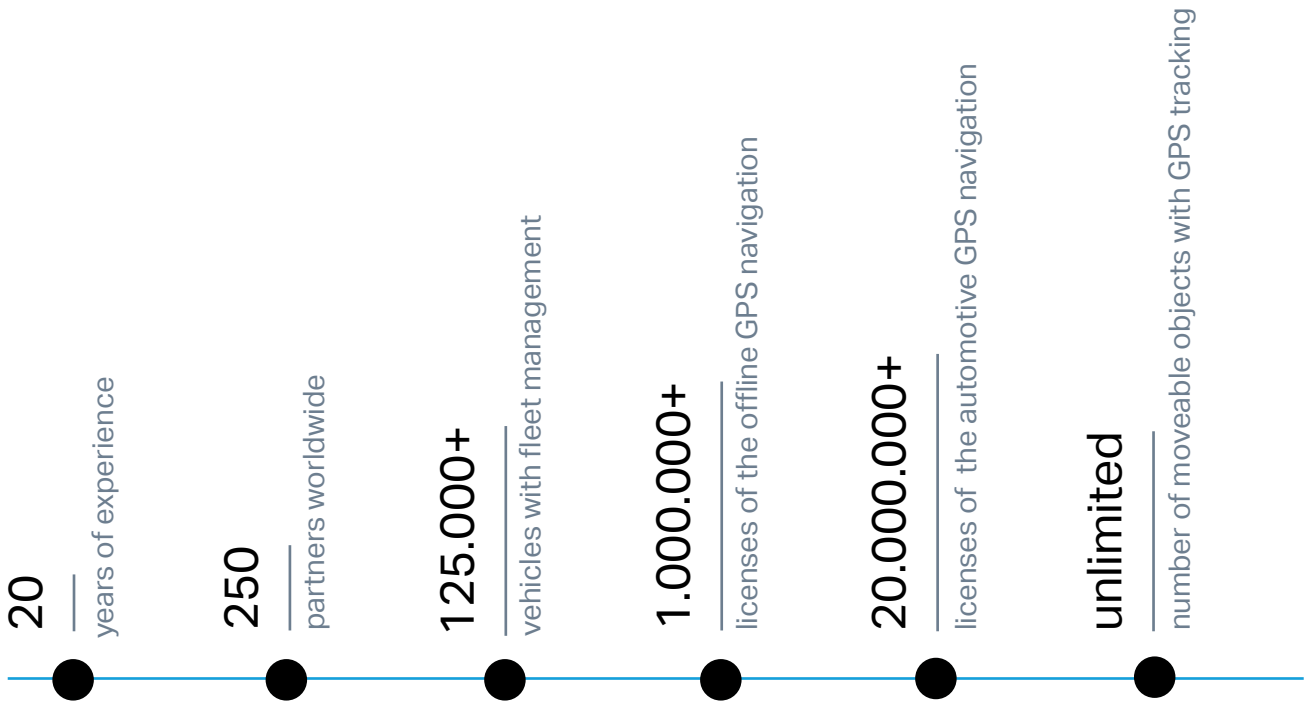 20
years of experience
250
partners worldwide
125.000+
vehicles with fleet management
1.000.000+
licenses of the offline GPS navigation
20.000.000+
licenses of the automotive GPS navigation
unlimited
number of moveable objects with GPS tracking